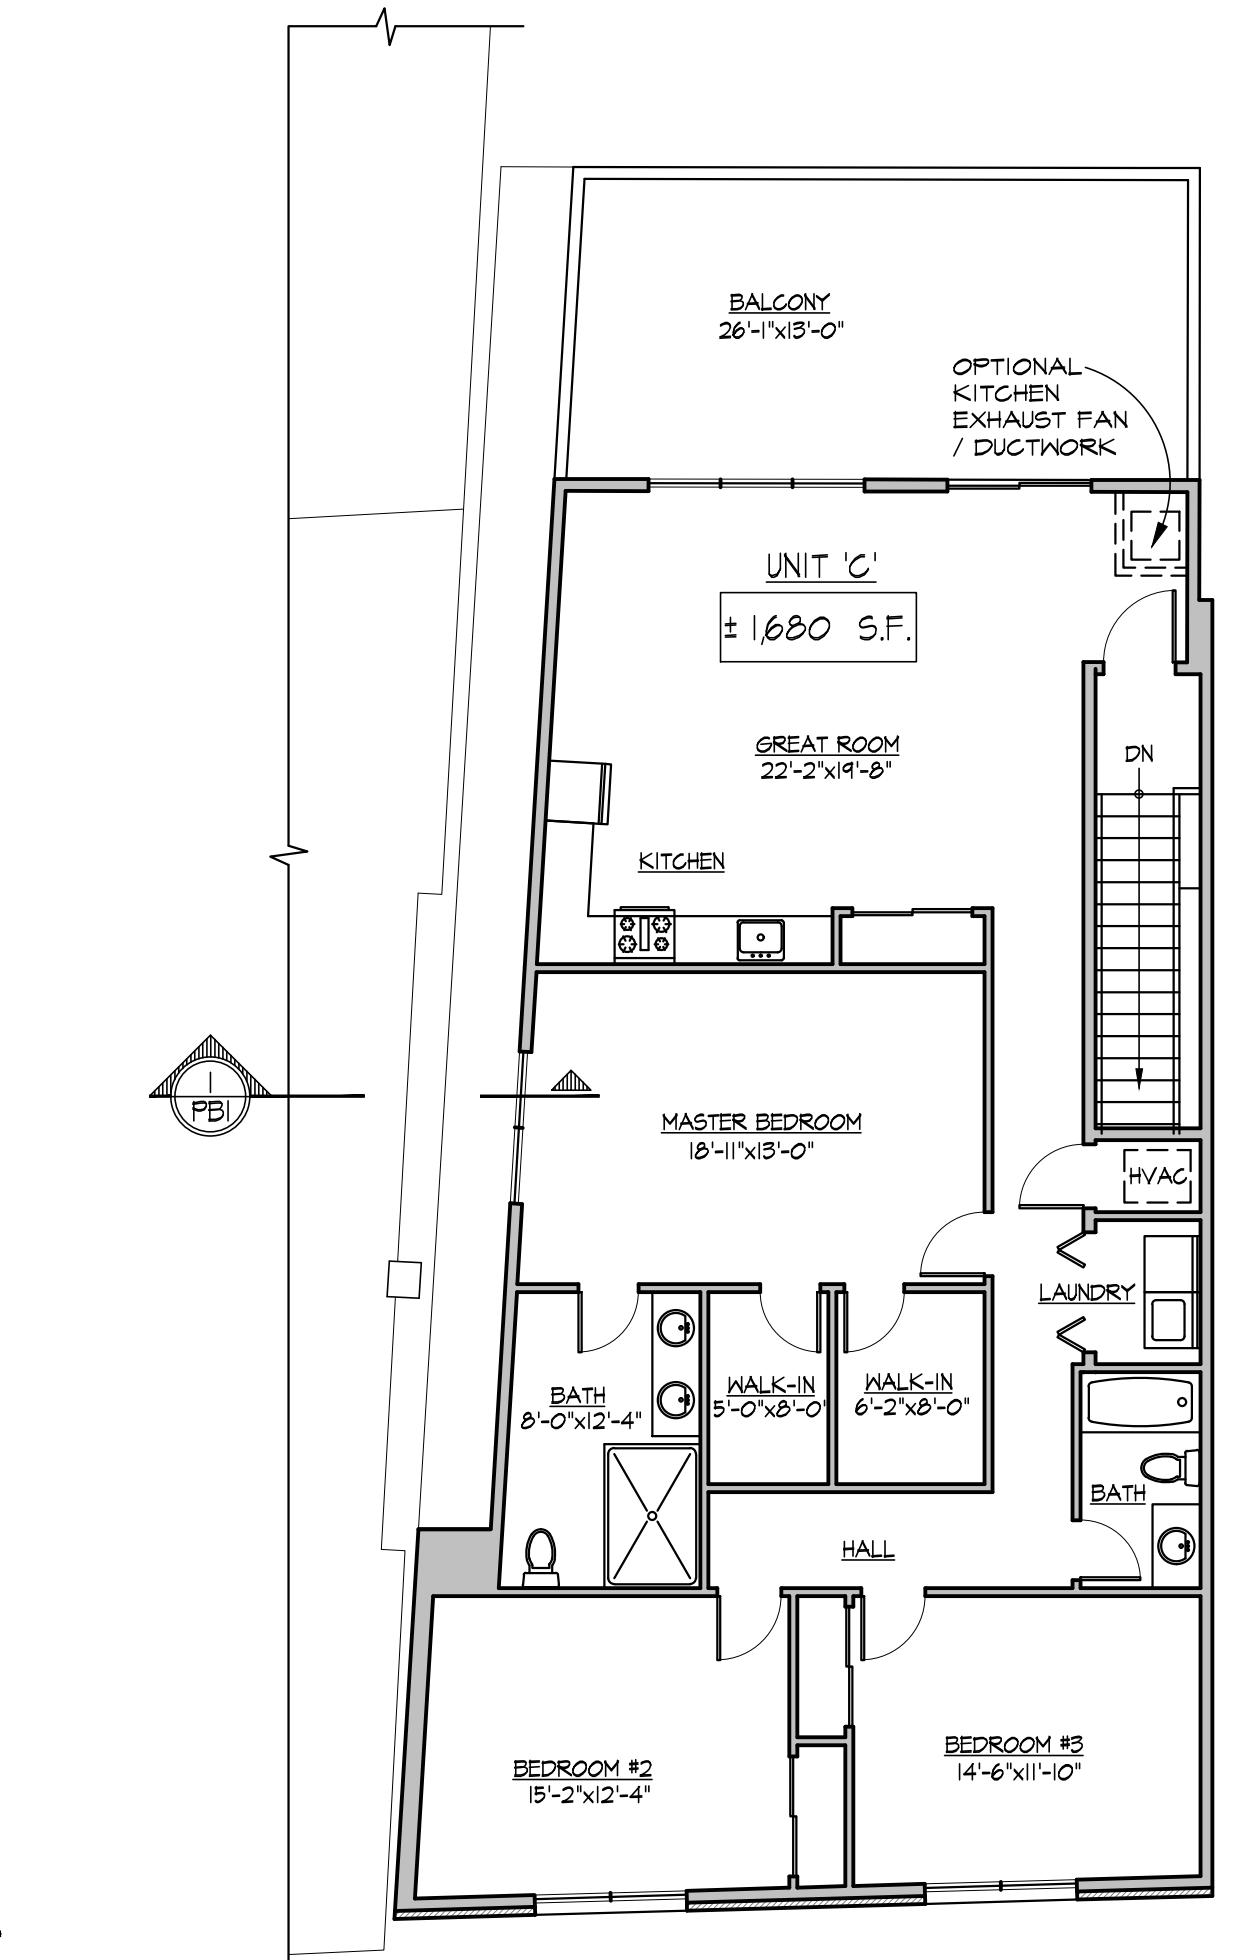 BALCONY
26'-1"x13'-0"
OPTIONAL
KITCHEN
EXHAUST FAN
/ DUCTWORK
UNIT 'C'
± 1,680 S.F.
GREAT ROOM
22'-2"x19'-8"
DN
KITCHEN
1
PB1
MASTER BEDROOM
18'-11"x13'-0"
HVAC
LAUNDRY
BATH
8'-0"x12'-4"
WALK-IN
5'-0"x8'-0"
WALK-IN
6'-2"x8'-0"
BATH
HALL
BEDROOM #2
15'-2"x12'-4"
BEDROOM #3
14'-6"x11'-10"